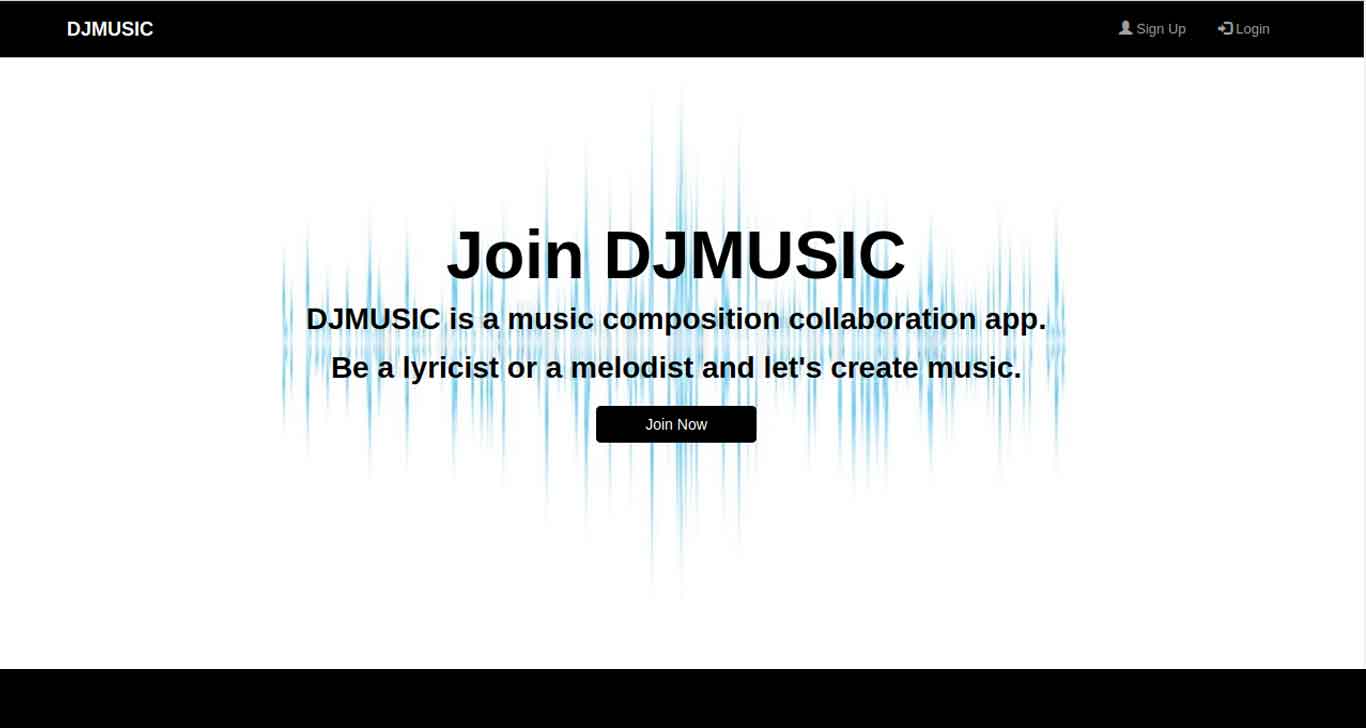 DJMUSIC
Sign Up
Login
Join DJMUSIC
DJMUSIC is a music composition collaboration app.
Be a lyricist or a melodist and let's create music.
Join Now